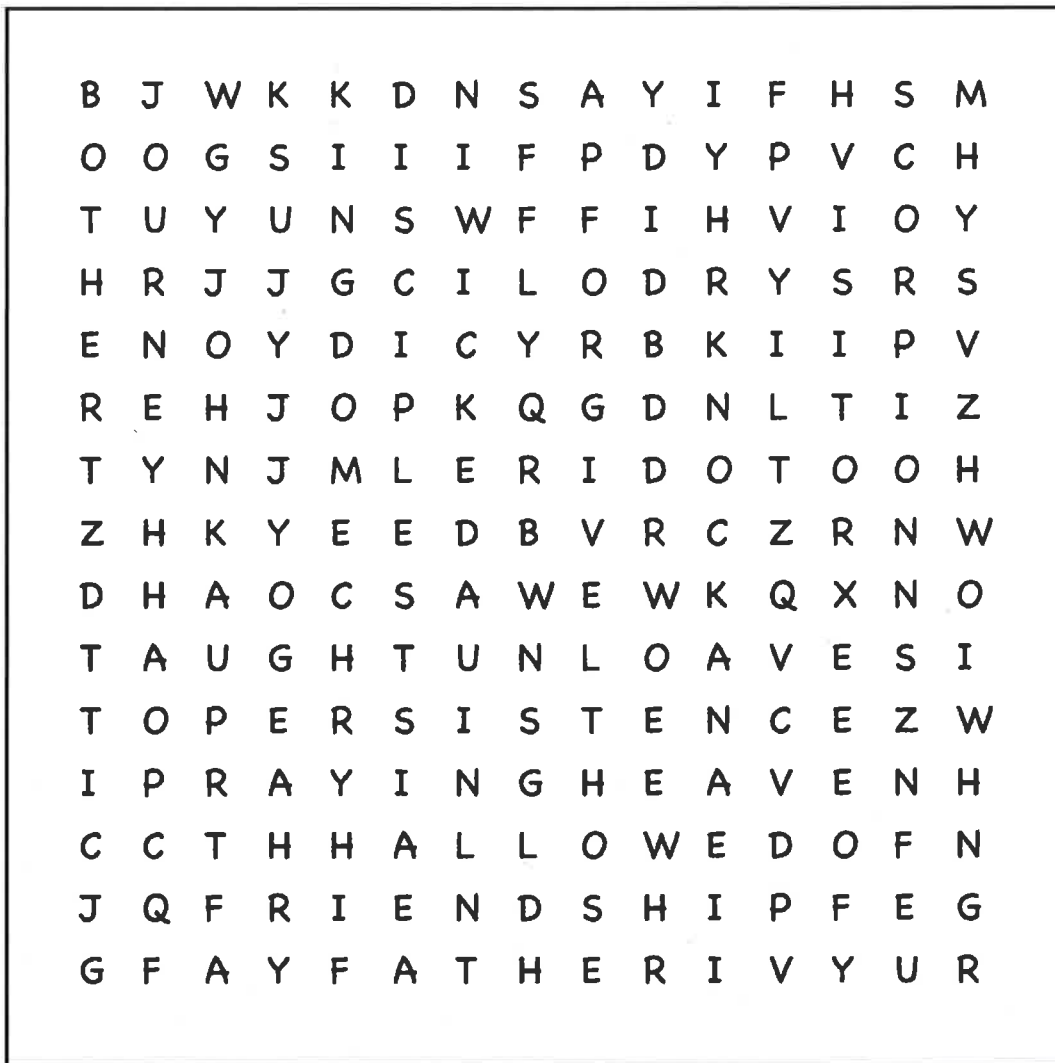 B J W K K D N S A Y I F H S M
O O G S I I I F P D Y P V C H
T U Y U N S W F F I H V I O Y
H R J J G C I L O D R Y S R S
E N O Y D I C Y R B K I I P V
R E H J O P K Q G D N L T I Z
T Y N J M L E R I D O T O O H
Z H K Y E E D B V R C Z R N W
D H A O C S A W E W K Q X N O
T A U G H T U N L O A V E S I
T O P E R S I S T E N C E Z W
I P R A Y I N G H E A V E N H
C C T H H A L L O W E D O F N
J Q F R I E N D S H I P F E G
G F A Y F A T H E R I V Y U R